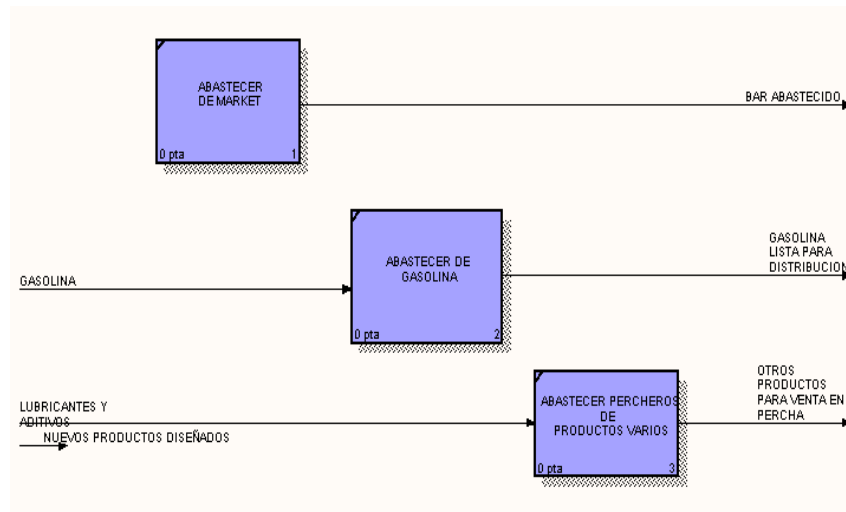 ABASTECER
DE MARKET
0 pta
1
BAR ABASTECIDO
GASOLINA
ABASTECER DE
GASOLINA
0 pta
2
GASOLINA
LISTA PARA
DISTRIBUCION
LUBRICANTES Y
ADITIVOS
NUEVOS PRODUCTOS DISEÑADOS
ABASTECER PERCHEROS
DE
PRODUCTOS VARIOS
0 pta
3
OTROS
PRODUCTOS
PARA VENTA EN
PERCHA